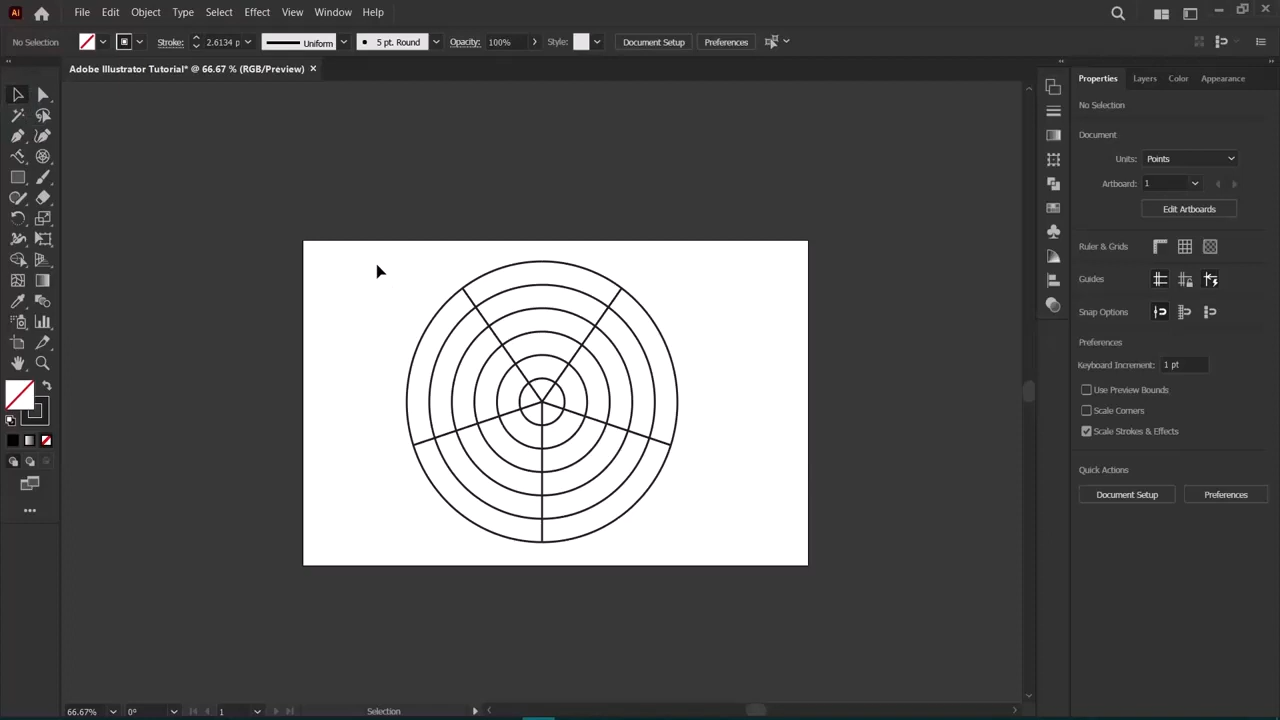 Ai File Edit Object Type Select Effect View Window Help
No Selection Stroke: 2.6134 p Uniform 5 pt. Round Opacity: 100% Style: Document Setup Preferences
Adobe Illustrator Tutorial* @ 66.67 % (RGB/Preview) ×
Properties Layers Color Appearance
No Selection
Document
Units: Points
Artboard: 1
Edit Artboards
Ruler & Grids
Guides
Snap Options
Preferences
Keyboard Increment: 1 pt
Use Preview Bounds
Scale Corners
Scale Strokes & Effects
Quick Actions
Document Setup Preferences
66.67% 0° 1 Selection